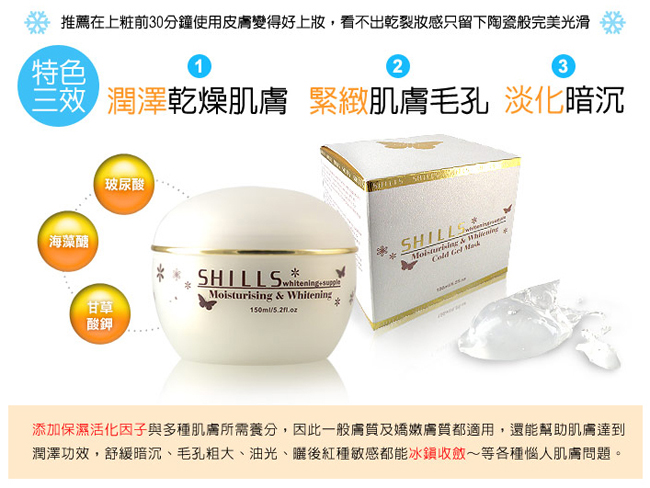 推薦在上粧前30分鐘使用皮膚變得好上妝，看不出乾裂妝感只留下陶瓷般完美光滑
特色
三效
1
潤澤乾燥肌膚
2
緊緻肌膚毛孔
3
淡化暗沉
玻尿酸
海藻醣
甘草
酸鉀
SHILLS
whitening+supple
Moisturising & Whitening
150ml/5.2fl.oz
SHILLS
whitening+supple
Moisturising & Whitening
Cold Gel Mask
150ml/5.2fl.oz
添加保濕活化因子與多種肌膚所需養分，因此一般膚質及嬌嫩膚質都適用，還能幫助肌膚達到
潤澤功效，舒緩暗沉、毛孔粗大、油光、曬後紅種敏感都能冰鎮收斂～等各種惱人肌膚問題。